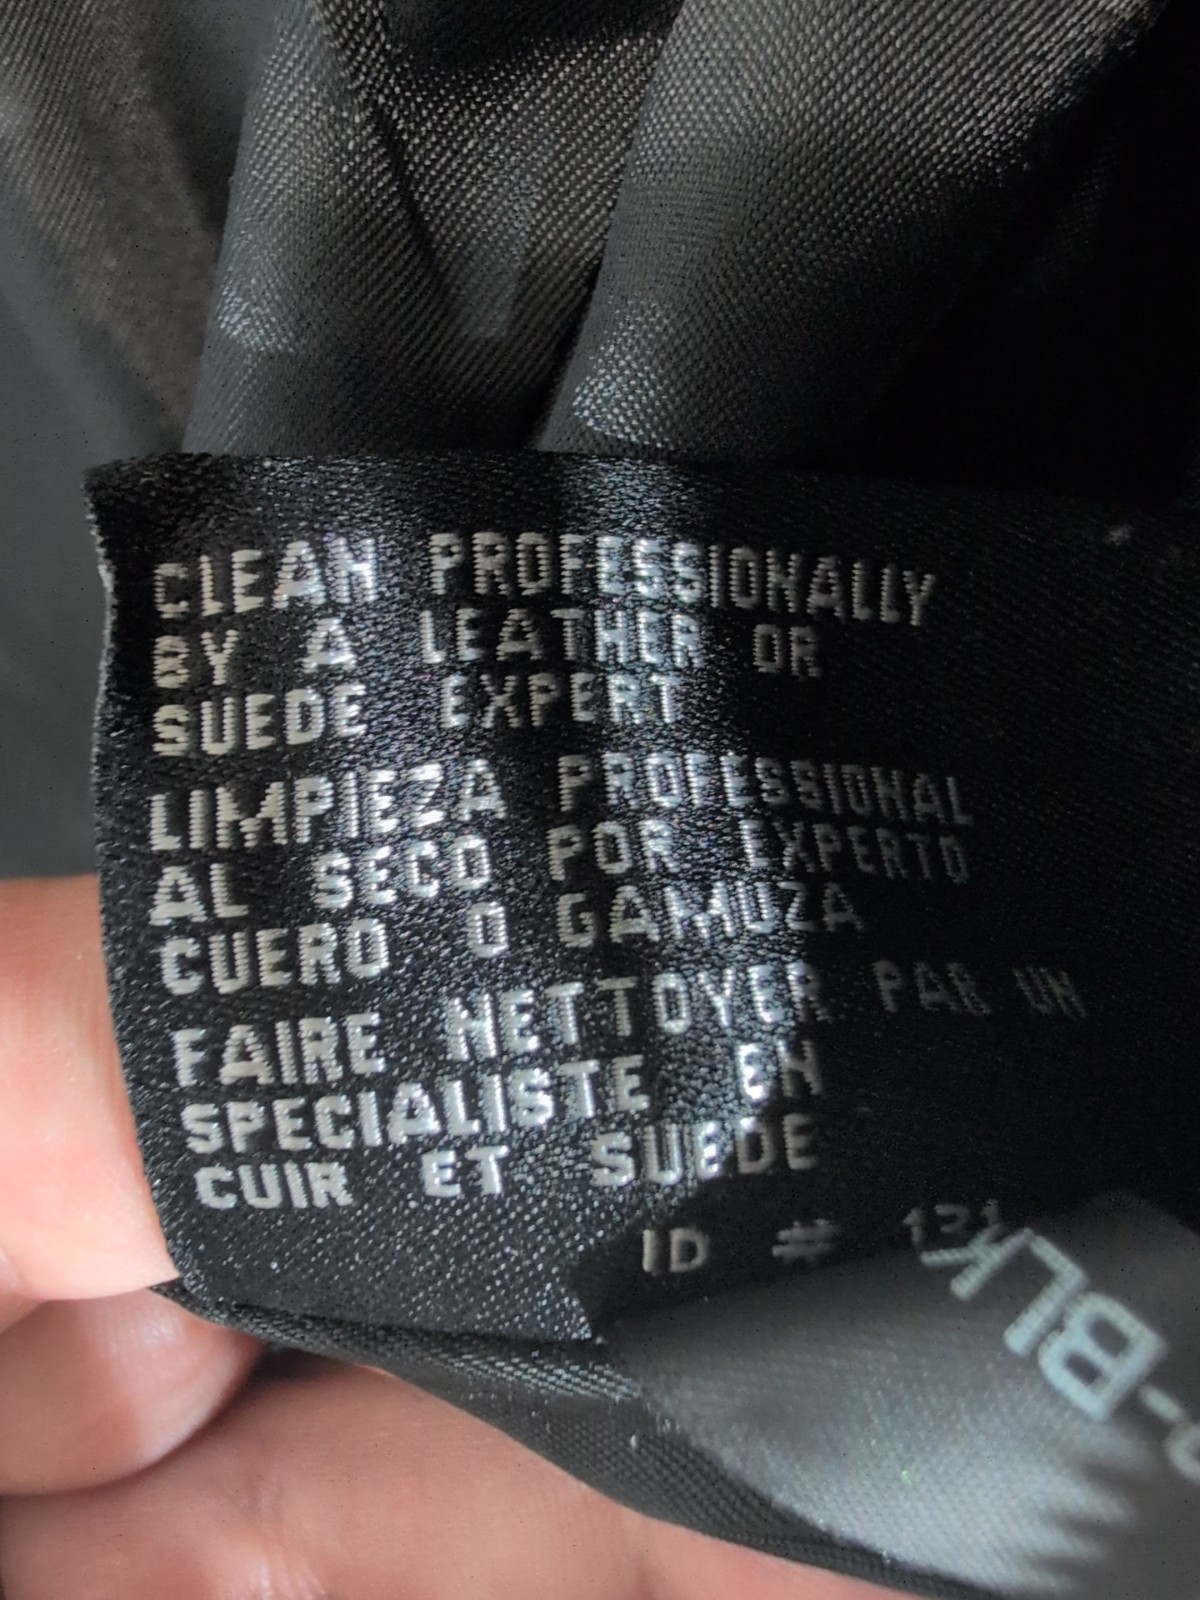 CLEAN PROFESSIONALLY
BY A LEATHER OR
SUEDE EXPERT
LIMPIEZA PROFESSIONAL
AL SECO POR EXPERTO
CUERO O GAMUZA
FAIRE NETTOYER PAR UN
SPECIALISTE EN
CUIR ET SUEDE
ID #
-BLK